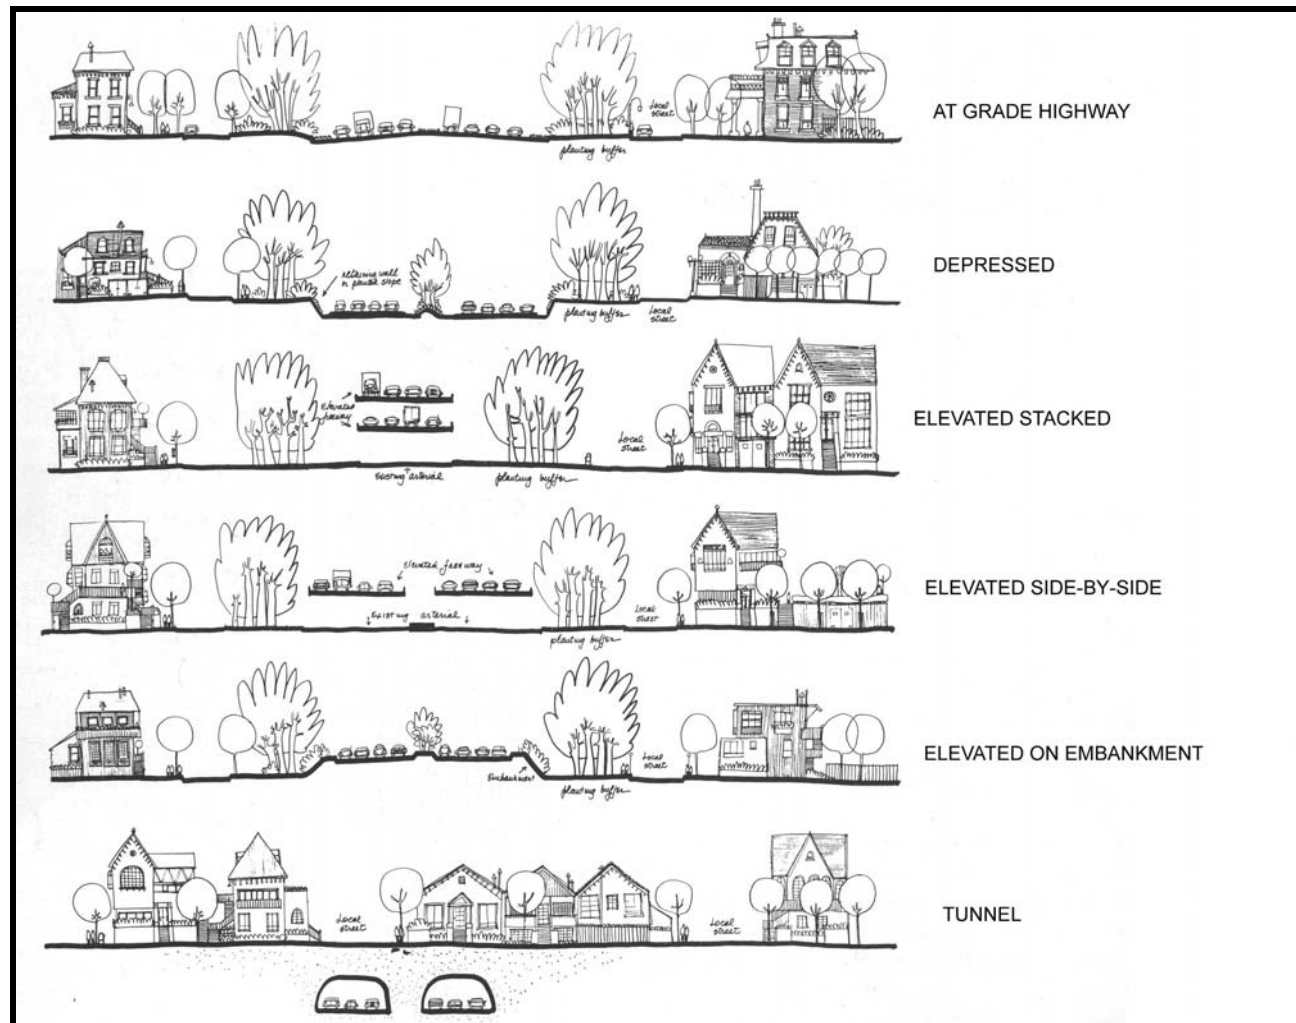 Local
street
AT GRADE HIGHWAY
planting buffer
retaining wall
or planted slope
DEPRESSED
planting buffer
Local
street
Elevated
freeway
Local
street
ELEVATED STACKED
Existing arterial
planting buffer
Elevated freeway
ELEVATED SIDE-BY-SIDE
Existing arterial
Local
street
planting buffer
ELEVATED ON EMBANKMENT
Local
street
Embankment
planting buffer
Local
street
Local
street
TUNNEL